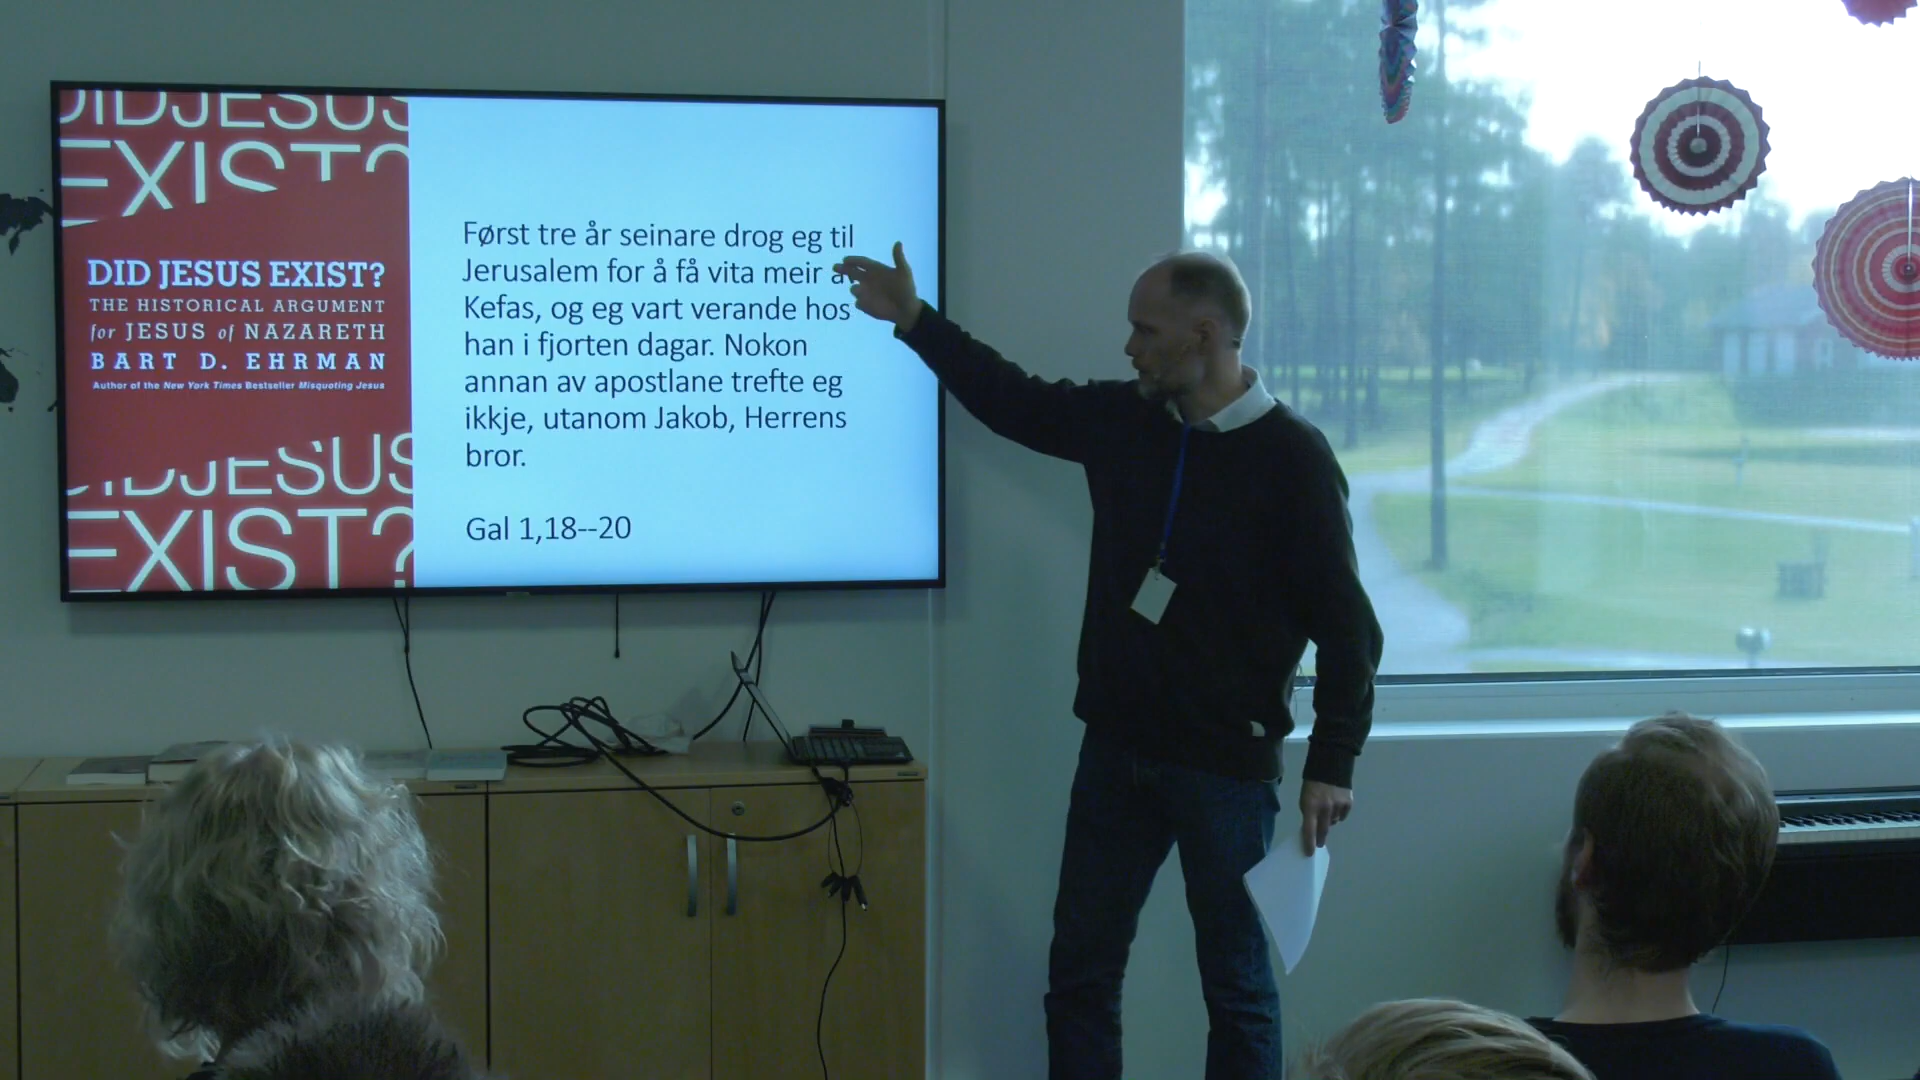 DIDJESUS
EXIST?
DID JESUS EXIST?
THE HISTORICAL ARGUMENT
for JESUS of NAZARETH
BART D. EHRMAN
Author of the New York Times Bestseller Misquoting Jesus
DIDJESUS
EXIST?
Først tre år seinare drog eg til
Jerusalem for å få vita meir
Kefas, og eg vart verande hos
han i fjorten dagar. Nokon
annan av apostlane trefte eg
ikkje, utanom Jakob, Herrens
bror.
Gal 1,18--20